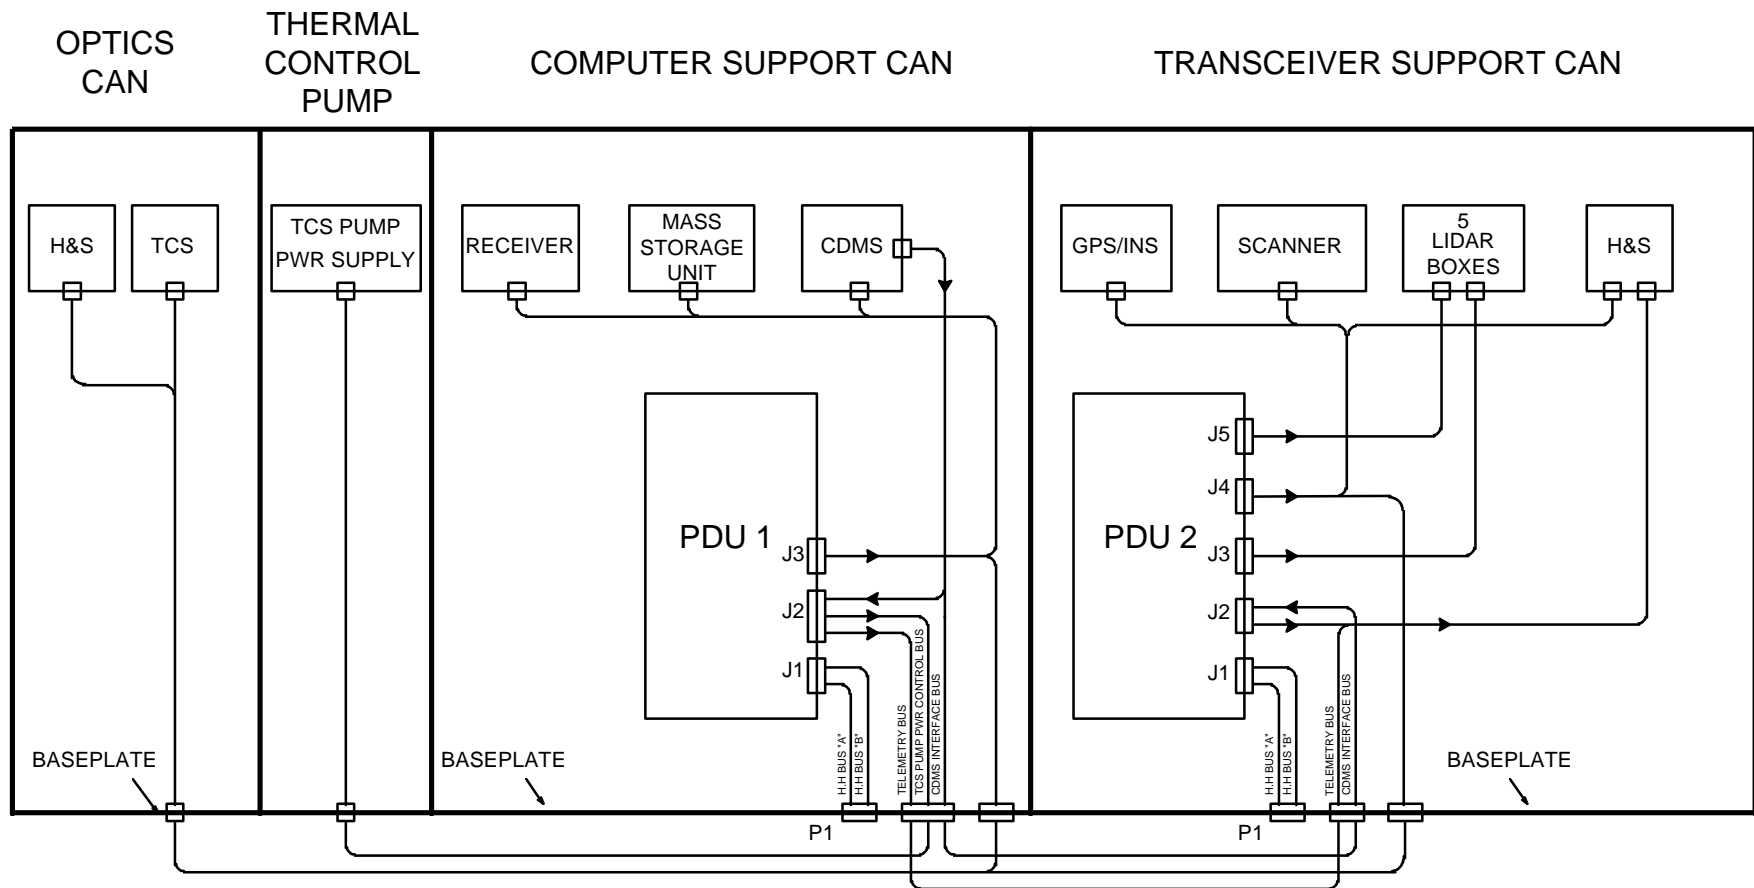 OPTICS
CAN
THERMAL
CONTROL
PUMP
COMPUTER SUPPORT CAN
TRANSCEIVER SUPPORT CAN
H&S
TCS
TCS PUMP
PWR SUPPLY
RECEIVER
MASS
STORAGE
UNIT
CDMS
GPS/INS
SCANNER
5
LIDAR
BOXES
H&S
PDU 1
J3
J2
J1
PDU 2
J5
J4
J3
J2
J1
H.H BUS "A"
H.H BUS "B"
TELEMETRY BUS
TCS PUMP PWR CONTROL BUS
CDMS INTERFACE BUS
H.H BUS "A"
H.H BUS "B"
TELEMETRY BUS
CDMS INTERFACE BUS
BASEPLATE
BASEPLATE
BASEPLATE
P1
P1